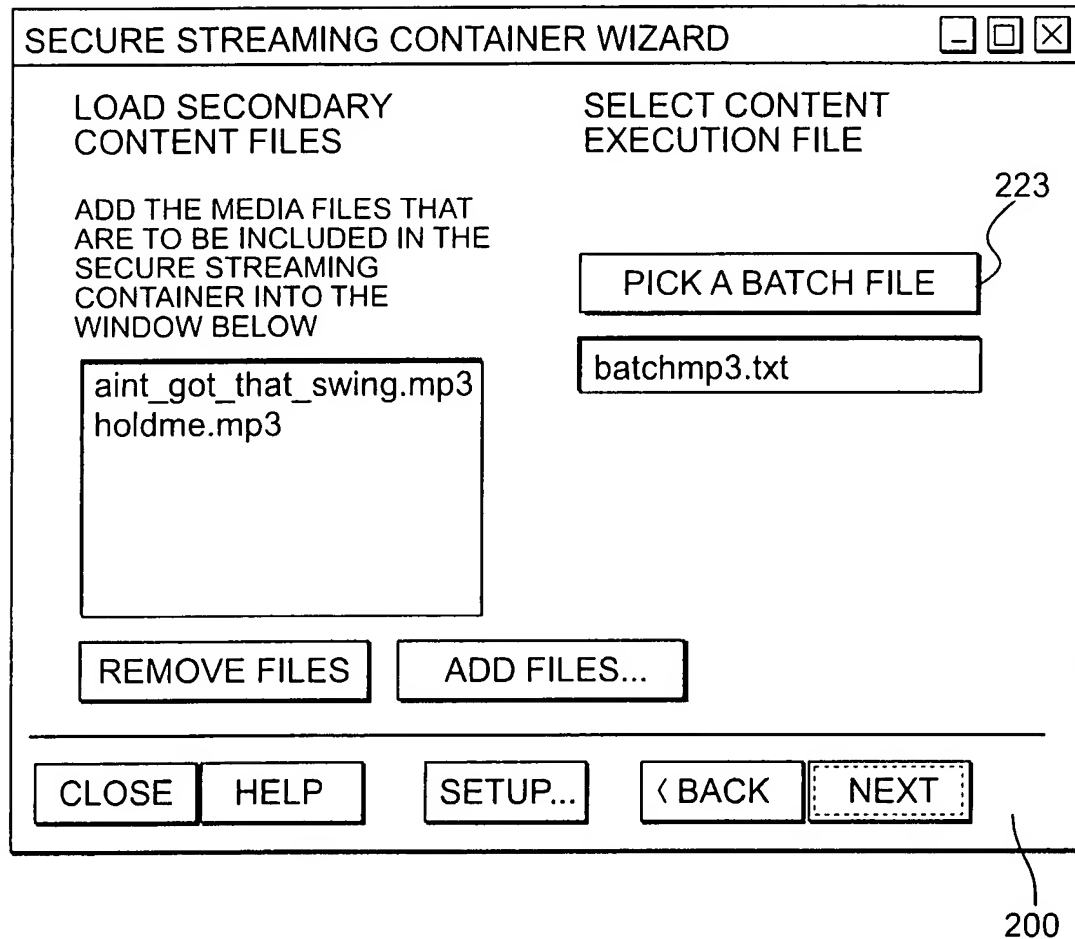 SECURE STREAMING CONTAINER WIZARD
LOAD SECONDARY
CONTENT FILES
ADD THE MEDIA FILES THAT
ARE TO BE INCLUDED IN THE
SECURE STREAMING
CONTAINER INTO THE
WINDOW BELOW
aint_got_that_swing.mp3
holdme.mp3
REMOVE FILES
ADD FILES...
SELECT CONTENT
EXECUTION FILE
223
PICK A BATCH FILE
batchmp3.txt
CLOSE
HELP
SETUP...
< BACK
NEXT
200